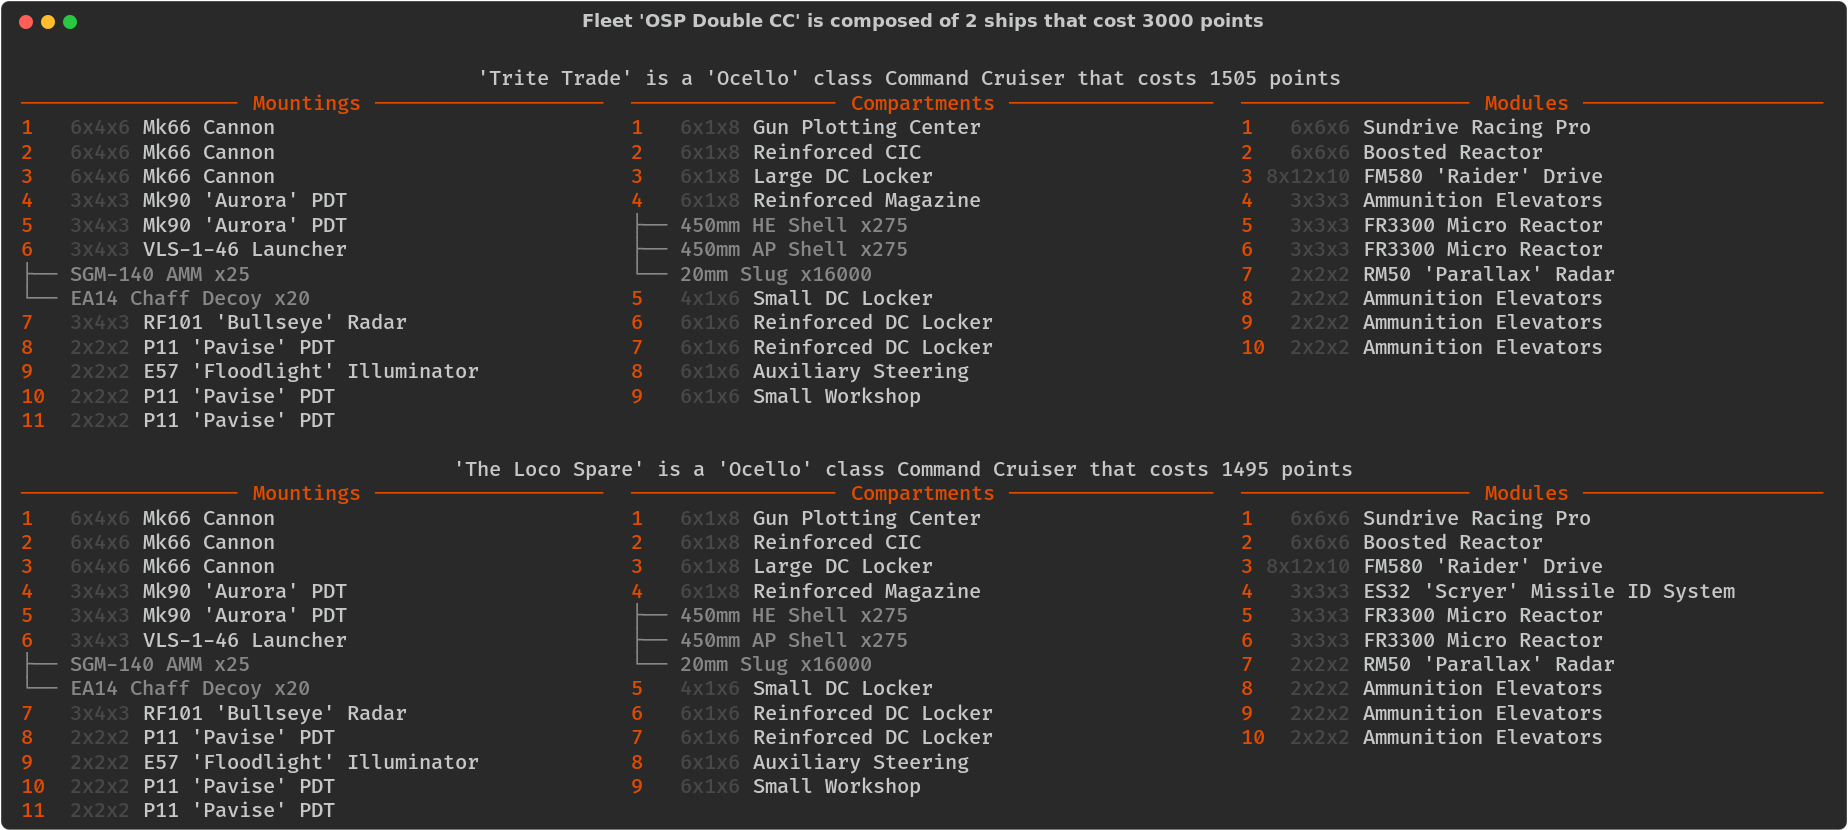 Fleet 'OSP Double CC' is composed of 2 ships that cost 3000 points
'Trite Trade' is a 'Ocello' class Command Cruiser that costs 1505 points
Mountings
1 6x4x6 Mk66 Cannon
2 6x4x6 Mk66 Cannon
3 6x4x6 Mk66 Cannon
4 3x4x3 Mk90 'Aurora' PDT
5 3x4x3 Mk90 'Aurora' PDT
6 3x4x3 VLS-1-46 Launcher
SGM-140 AMM x25
EA14 Chaff Decoy x20
7 3x4x3 RF101 'Bullseye' Radar
8 2x2x2 P11 'Pavise' PDT
9 2x2x2 E57 'Floodlight' Illuminator
10 2x2x2 P11 'Pavise' PDT
11 2x2x2 P11 'Pavise' PDT
Compartments
1 6x1x8 Gun Plotting Center
2 6x1x8 Reinforced CIC
3 6x1x8 Large DC Locker
4 6x1x8 Reinforced Magazine
450mm HE Shell x275
450mm AP Shell x275
20mm Slug x16000
5 4x1x6 Small DC Locker
6 6x1x6 Reinforced DC Locker
7 6x1x6 Reinforced DC Locker
8 6x1x6 Auxiliary Steering
9 6x1x6 Small Workshop
Modules
1 6x6x6 Sundrive Racing Pro
2 6x6x6 Boosted Reactor
3 8x12x10 FM580 'Raider' Drive
4 3x3x3 Ammunition Elevators
5 3x3x3 FR3300 Micro Reactor
6 3x3x3 FR3300 Micro Reactor
7 2x2x2 RM50 'Parallax' Radar
8 2x2x2 Ammunition Elevators
9 2x2x2 Ammunition Elevators
10 2x2x2 Ammunition Elevators
'The Loco Spare' is a 'Ocello' class Command Cruiser that costs 1495 points
Mountings
1 6x4x6 Mk66 Cannon
2 6x4x6 Mk66 Cannon
3 6x4x6 Mk66 Cannon
4 3x4x3 Mk90 'Aurora' PDT
5 3x4x3 Mk90 'Aurora' PDT
6 3x4x3 VLS-1-46 Launcher
SGM-140 AMM x25
EA14 Chaff Decoy x20
7 3x4x3 RF101 'Bullseye' Radar
8 2x2x2 P11 'Pavise' PDT
9 2x2x2 E57 'Floodlight' Illuminator
10 2x2x2 P11 'Pavise' PDT
11 2x2x2 P11 'Pavise' PDT
Compartments
1 6x1x8 Gun Plotting Center
2 6x1x8 Reinforced CIC
3 6x1x8 Large DC Locker
4 6x1x8 Reinforced Magazine
450mm HE Shell x275
450mm AP Shell x275
20mm Slug x16000
5 4x1x6 Small DC Locker
6 6x1x6 Reinforced DC Locker
7 6x1x6 Reinforced DC Locker
8 6x1x6 Auxiliary Steering
9 6x1x6 Small Workshop
Modules
1 6x6x6 Sundrive Racing Pro
2 6x6x6 Boosted Reactor
3 8x12x10 FM580 'Raider' Drive
4 3x3x3 ES32 'Scryer' Missile ID System
5 3x3x3 FR3300 Micro Reactor
6 3x3x3 FR3300 Micro Reactor
7 2x2x2 RM50 'Parallax' Radar
8 2x2x2 Ammunition Elevators
9 2x2x2 Ammunition Elevators
10 2x2x2 Ammunition Elevators